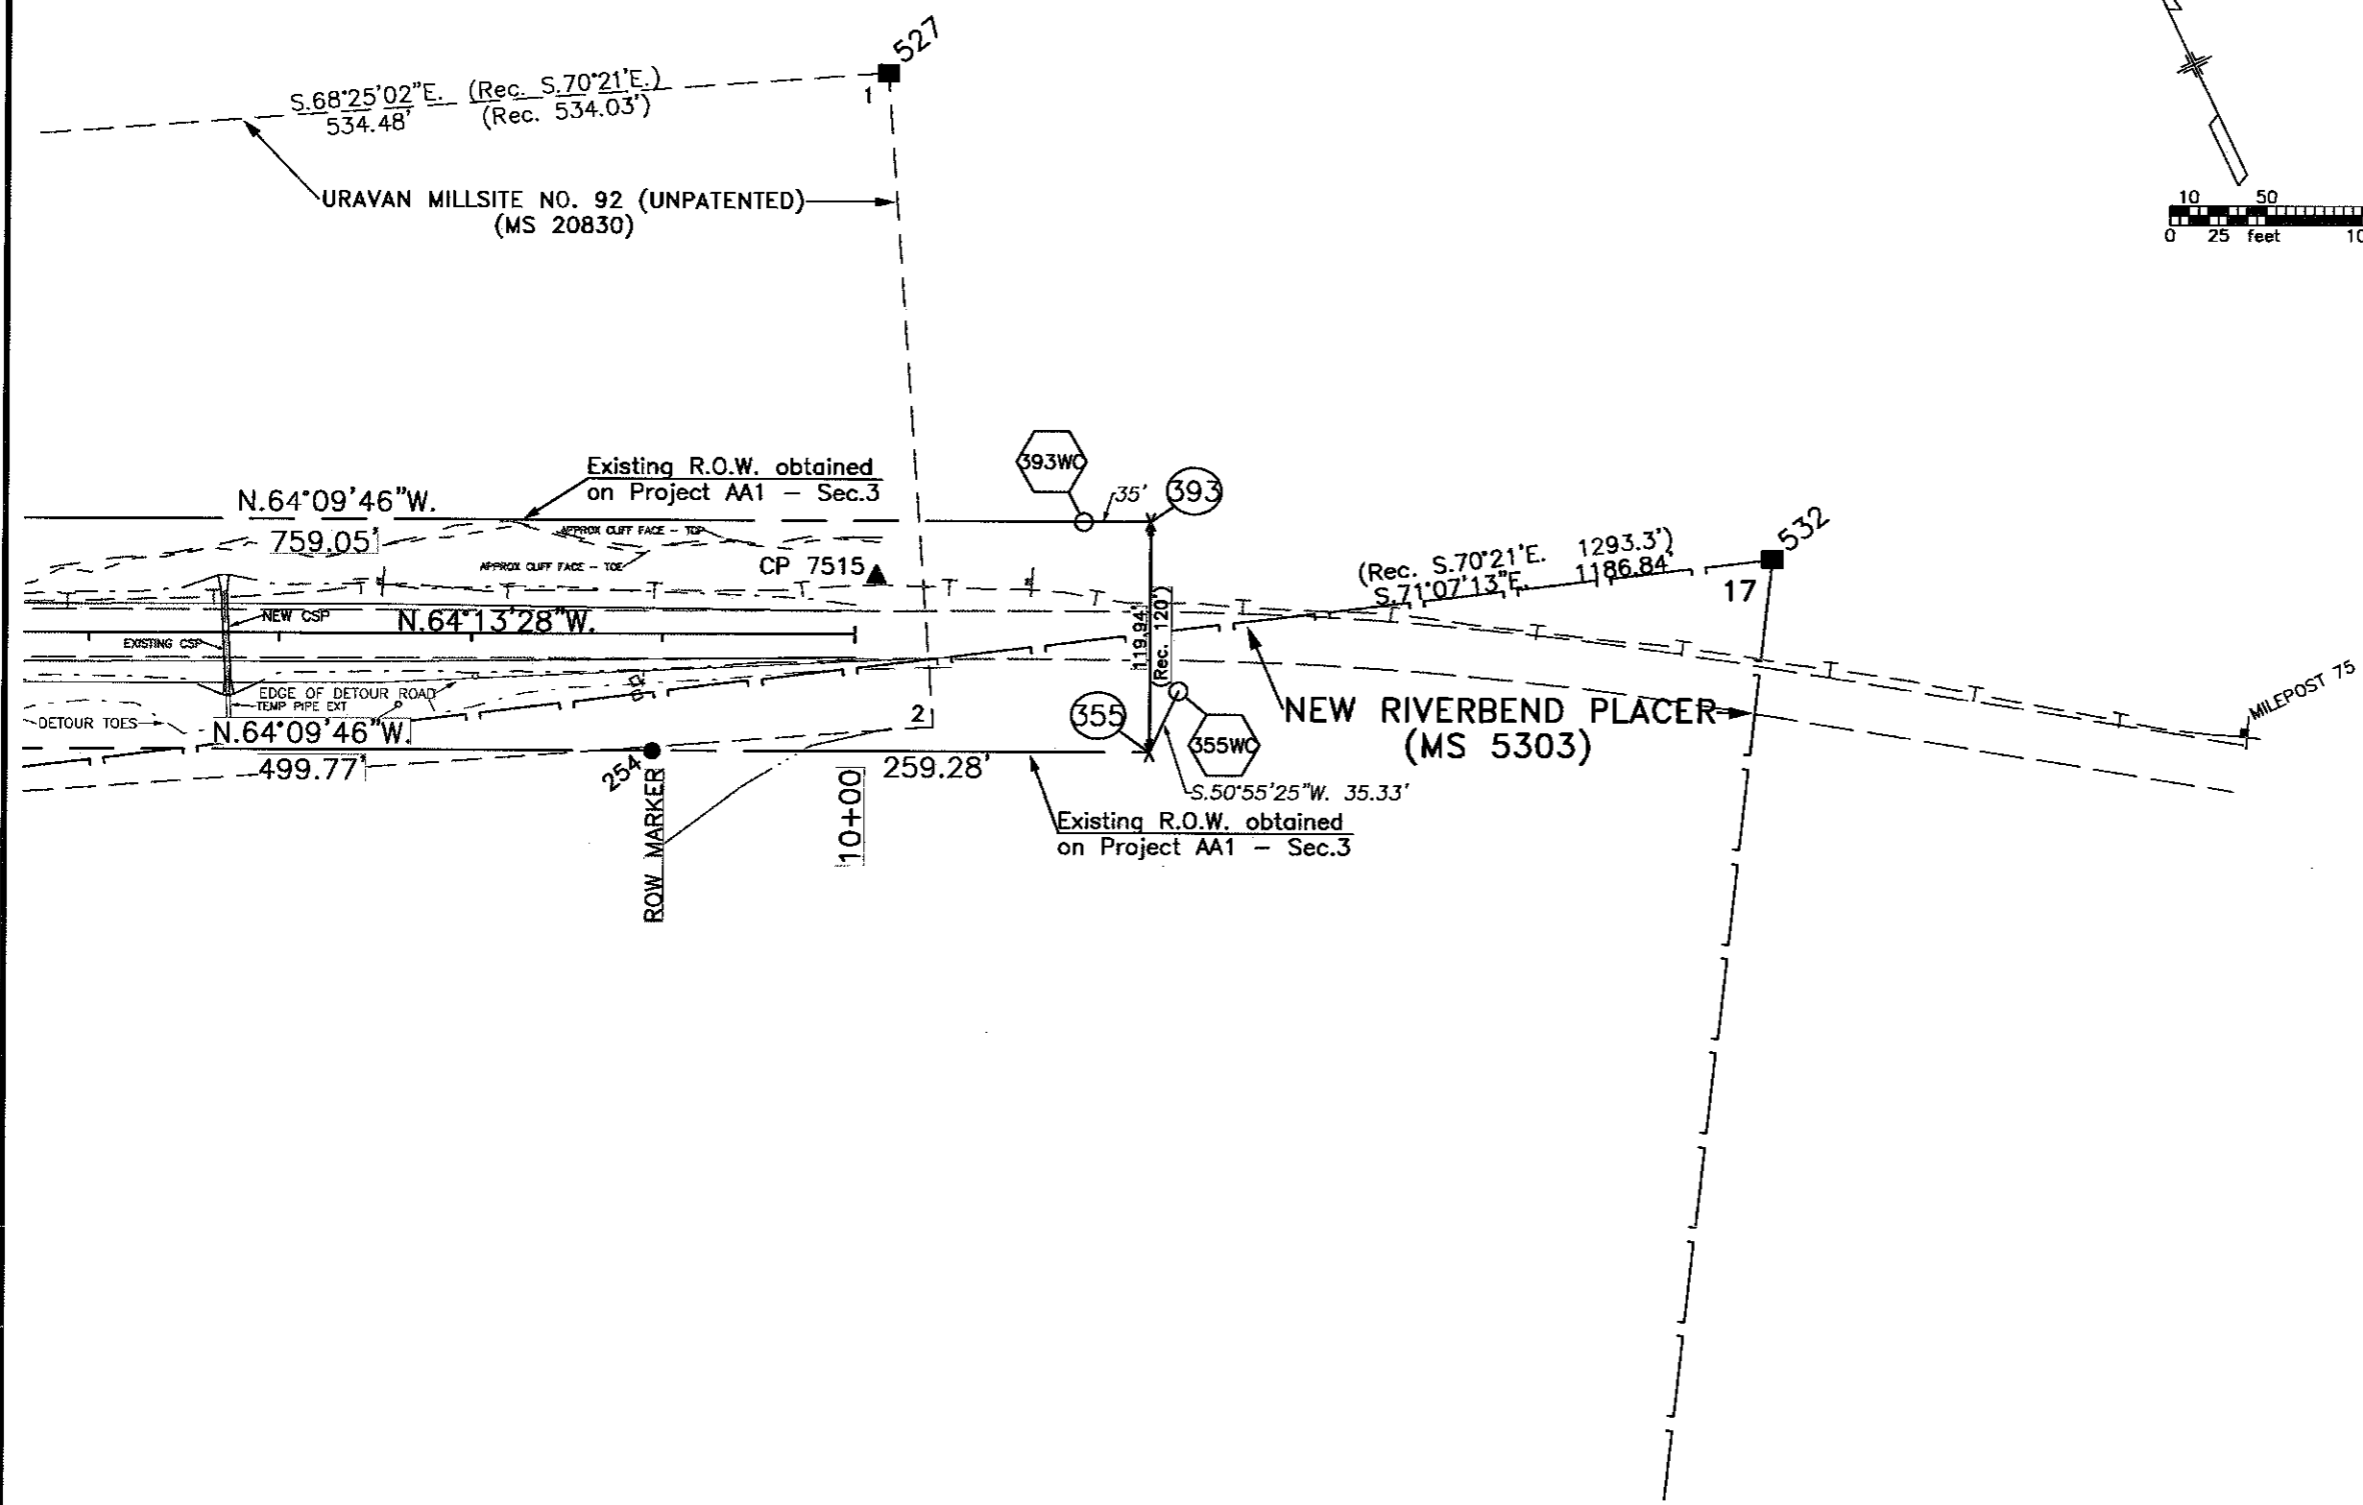 527
S.68°25'02"E. (Rec. S.70°21'E.)
534.48' (Rec. 534.03')
1
10 50
0 25 feet 10
URAVAN MILLSITE NO. 92 (UNPATENTED)
(MS 20830)
Existing R.O.W. obtained
on Project AA1 - Sec.3
393WC
35'
393
N.64°09'46"W.
759.05'
APPROX CLIFF FACE - TOP
APPROX CLIFF FACE - TOE
CP 7515
532
(Rec. S.70°21'E. 1293.3')
S.71°07'13"E. 1186.84'
17
NEW CSP
N.64°13'28"W.
EXISTING CSP
119.94'
(Rec. 120')
EDGE OF DETOUR ROAD
TEMP PIPE EXT
DETOUR TOES
N.64°09'46"W.
499.77'
254
2
355
355WC
NEW RIVERBEND PLACER
(MS 5303)
MILEPOST 75
259.28'
S.50°55'25"W. 35.33'
ROW MARKER
10+00
Existing R.O.W. obtained
on Project AA1 - Sec.3